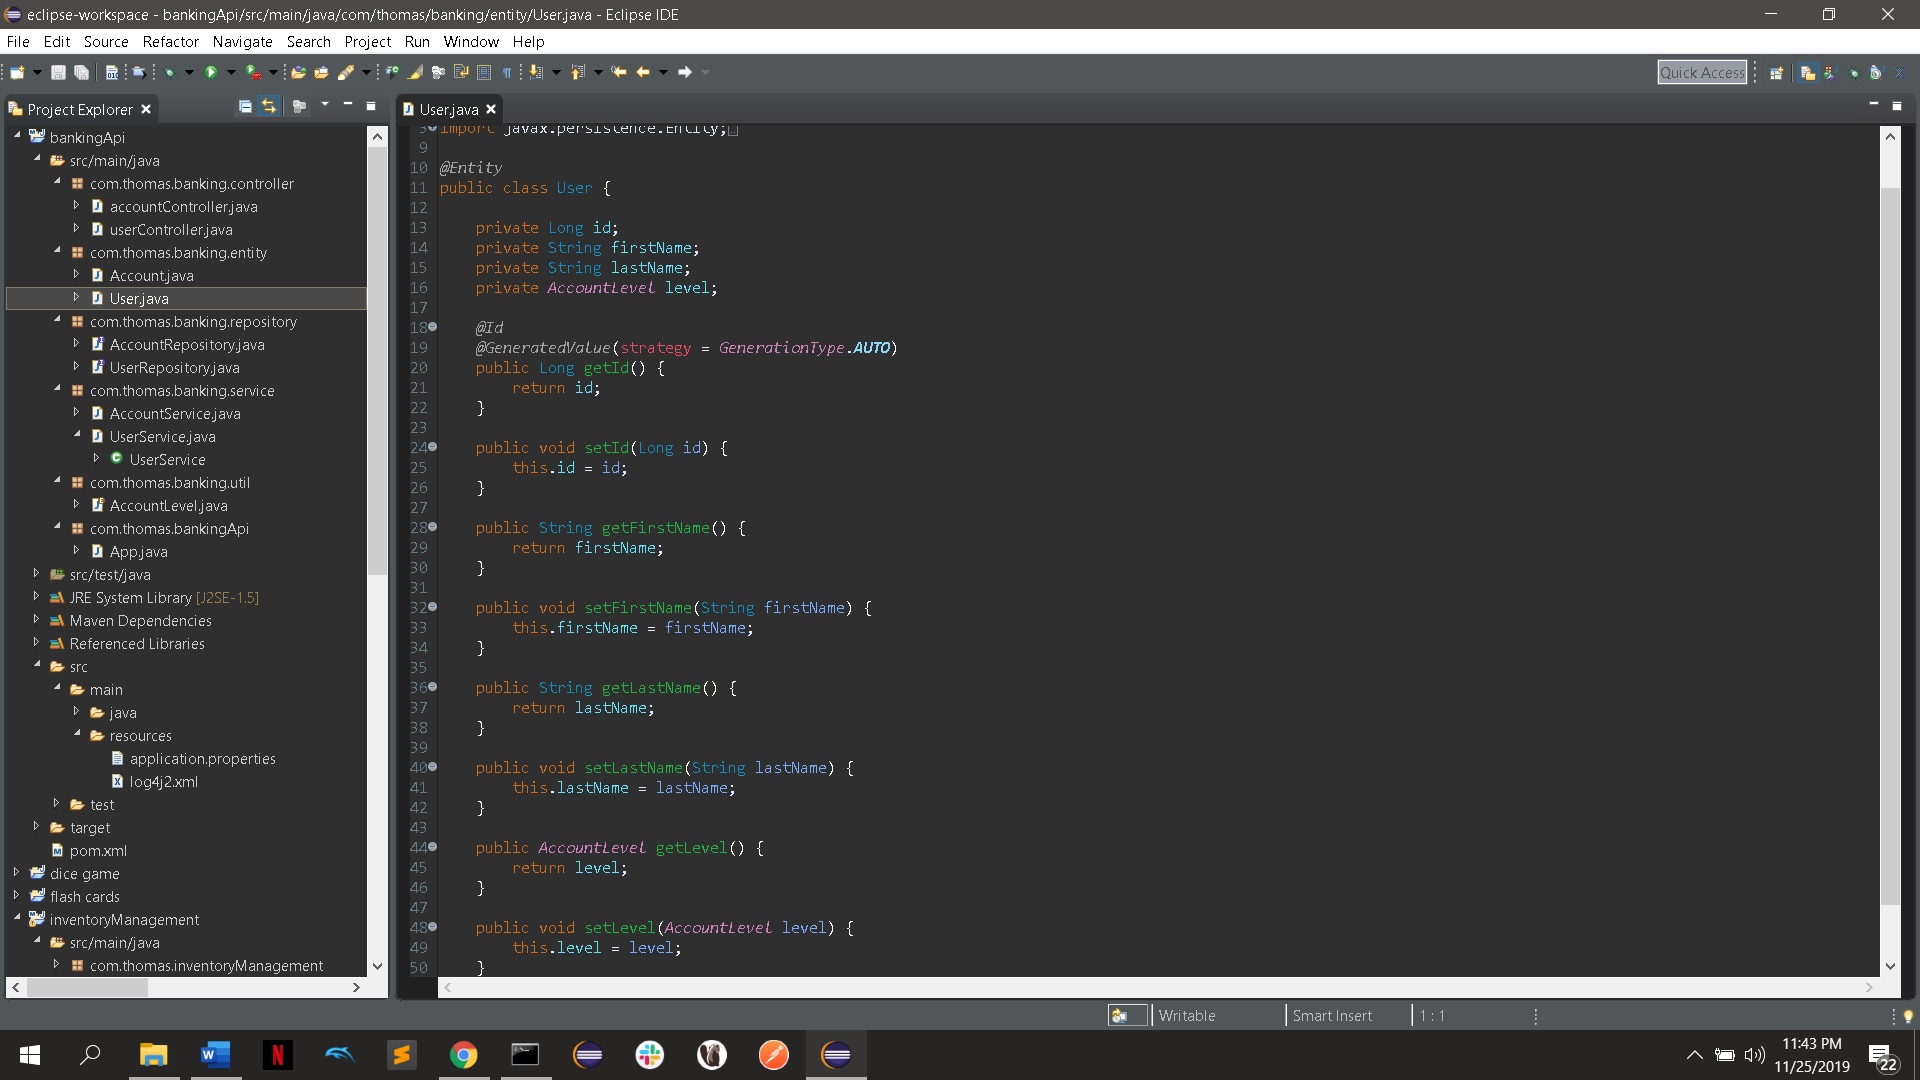 eclipse-workspace - bankingApi/src/main/java/com/thomas/banking/entity/User.java - Eclipse IDE
File Edit Source Refactor Navigate Search Project Run Window Help
Quick Access
Project Explorer
bankingApi
src/main/java
com.thomas.banking.controller
accountController.java
userController.java
com.thomas.banking.entity
Account.java
User.java
com.thomas.banking.repository
AccountRepository.java
UserRepository.java
com.thomas.banking.service
AccountService.java
UserService.java
UserService
com.thomas.banking.util
AccountLevel.java
com.thomas.bankingApi
App.java
src/test/java
JRE System Library [J2SE-1.5]
Maven Dependencies
Referenced Libraries
src
main
java
resources
application.properties
log4j2.xml
test
target
pom.xml
dice game
flash cards
inventoryManagement
src/main/java
com.thomas.inventoryManagement
User.java
3 import javax.persistence.Entity;
9
10 @Entity
11 public class User {
12
13 private Long id;
14 private String firstName;
15 private String lastName;
16 private AccountLevel level;
17
18 @Id
19 @GeneratedValue(strategy = GenerationType.AUTO)
20 public Long getId() {
21 return id;
22 }
23
24 public void setId(Long id) {
25 this.id = id;
26 }
27
28 public String getFirstName() {
29 return firstName;
30 }
31
32 public void setFirstName(String firstName) {
33 this.firstName = firstName;
34 }
35
36 public String getLastName() {
37 return lastName;
38 }
39
40 public void setLastName(String lastName) {
41 this.lastName = lastName;
42 }
43
44 public AccountLevel getLevel() {
45 return level;
46 }
47
48 public void setLevel(AccountLevel level) {
49 this.level = level;
50 }
Writable Smart Insert 1 : 1
11:43 PM
11/25/2019
22